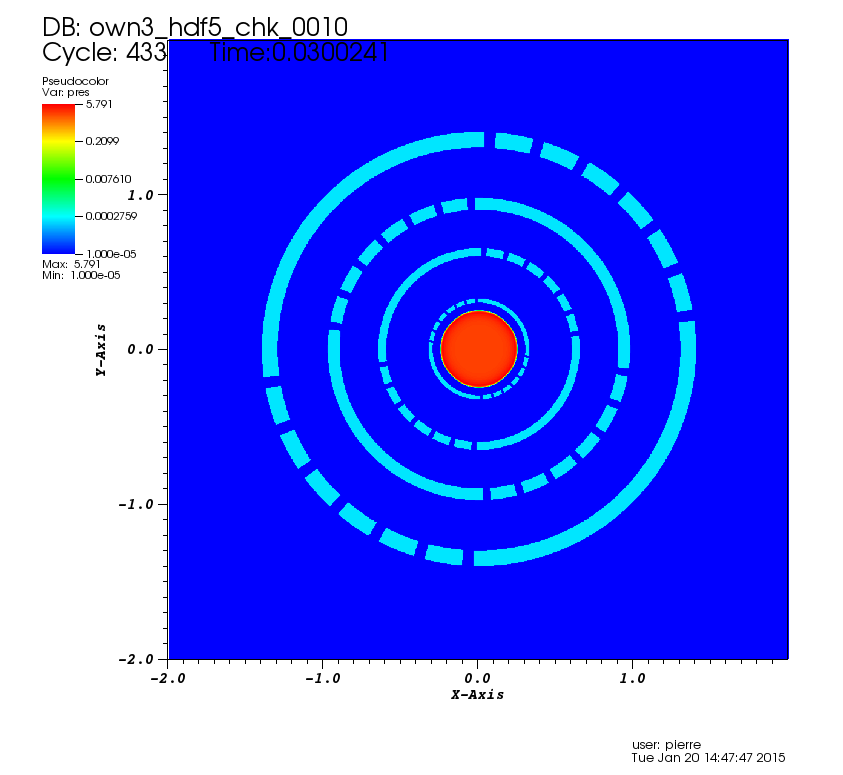 DB: own3_hdf5_chk_0010
Cycle: 433 Time:0.0300241
Pseudocolor
Var: pres
5.791
0.2099
0.007610
0.0002759
1.000e-05
Max: 5.791
Min: 1.000e-05
1.0
0.0
-1.0
-2.0
Y-Axis
-2.0 -1.0 0.0 1.0
X-Axis
user: pierre
Tue Jan 20 14:47:47 2015